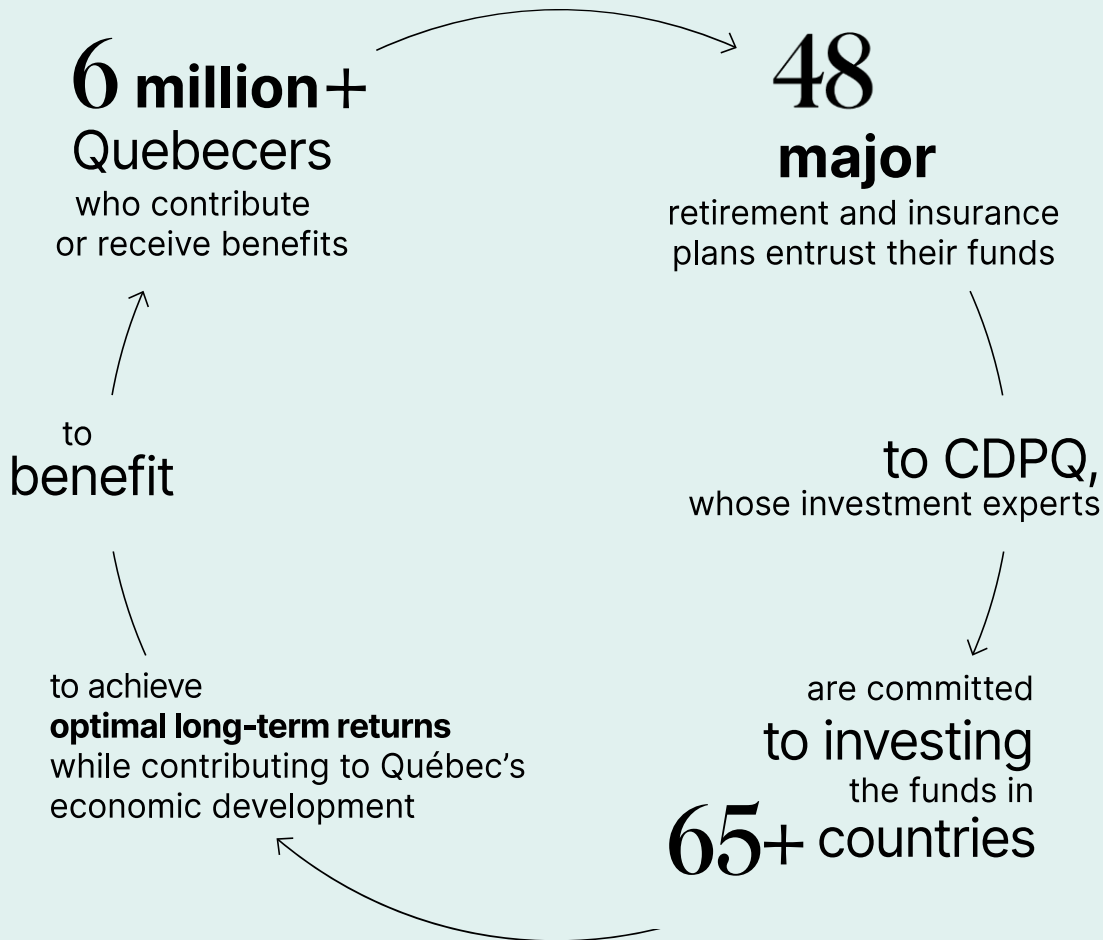 6 million+
Quebecers
who contribute
or receive benefits
48
major
retirement and insurance
plans entrust their funds
to CDPQ,
whose investment experts
are committed
to investing
the funds in
65+ countries
to achieve
optimal long-term returns
while contributing to Québec's
economic development
to
benefit